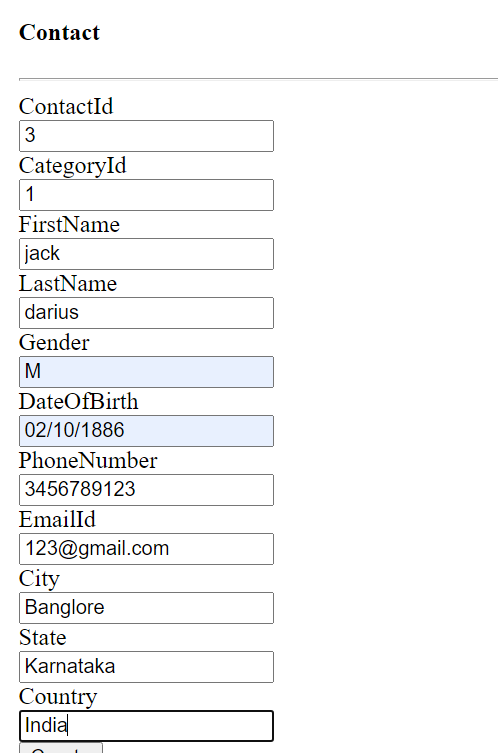 Contact
ContactId
3
CategoryId
1
FirstName
jack
LastName
darius
Gender
M
DateOfBirth
02/10/1886
PhoneNumber
3456789123
EmailId
123@gmail.com
City
Banglore
State
Karnataka
Country
India